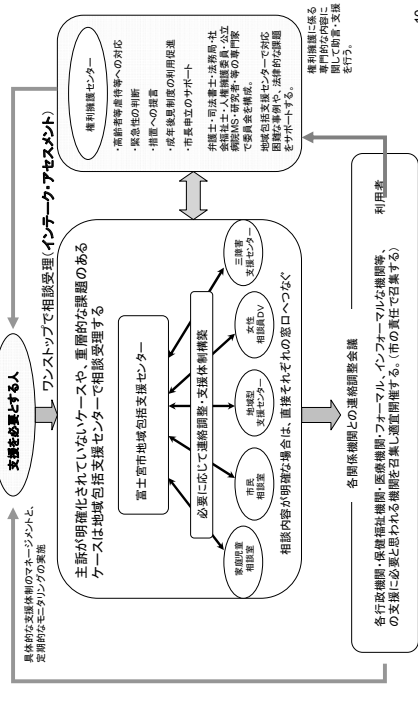 支援を必要とする人
ワンストップで相談受理(インテーク・アセスメント)
具体的な支援体制のマネージメントと、
定期的なモニタリングの実施
主訴が明確化されていないケースや、重層的な課題のある
ケースは地域包括支援センターで相談受理する
富士宮市地域包括支援センター
必要に応じて連絡調整・支援体制構築
家庭児童
相談室
市民
相談室
地域型
支援センター
女性
相談員DV
三障害
支援センター
相談内容が明確な場合は、直接それぞれの窓口へつなぐ
権利擁護センター
・高齢者等虐待等への対応
・緊急性の判断
・措置への提言
・成年後見制度の利用促進
・市長申立のサポート
弁護士・司法書士・法務局・社
会福祉士・人権擁護委員・公立
病院MS・研究者・等の専門家
で委員会を構成。
地域包括支援センターで対応
困難な事例や、法律的な課題
をサポートする。
権利擁護に係る
専門的な内容に
関して助言・支援
を行う。
各関係機関との連絡調整会議
各行政機関・保健福祉機関・医療機関・フォーマル、インフォーマルな機関等、 利用者
の支援に必要と思われる機関を召集し適宜開催する。(市の責任で召集する)